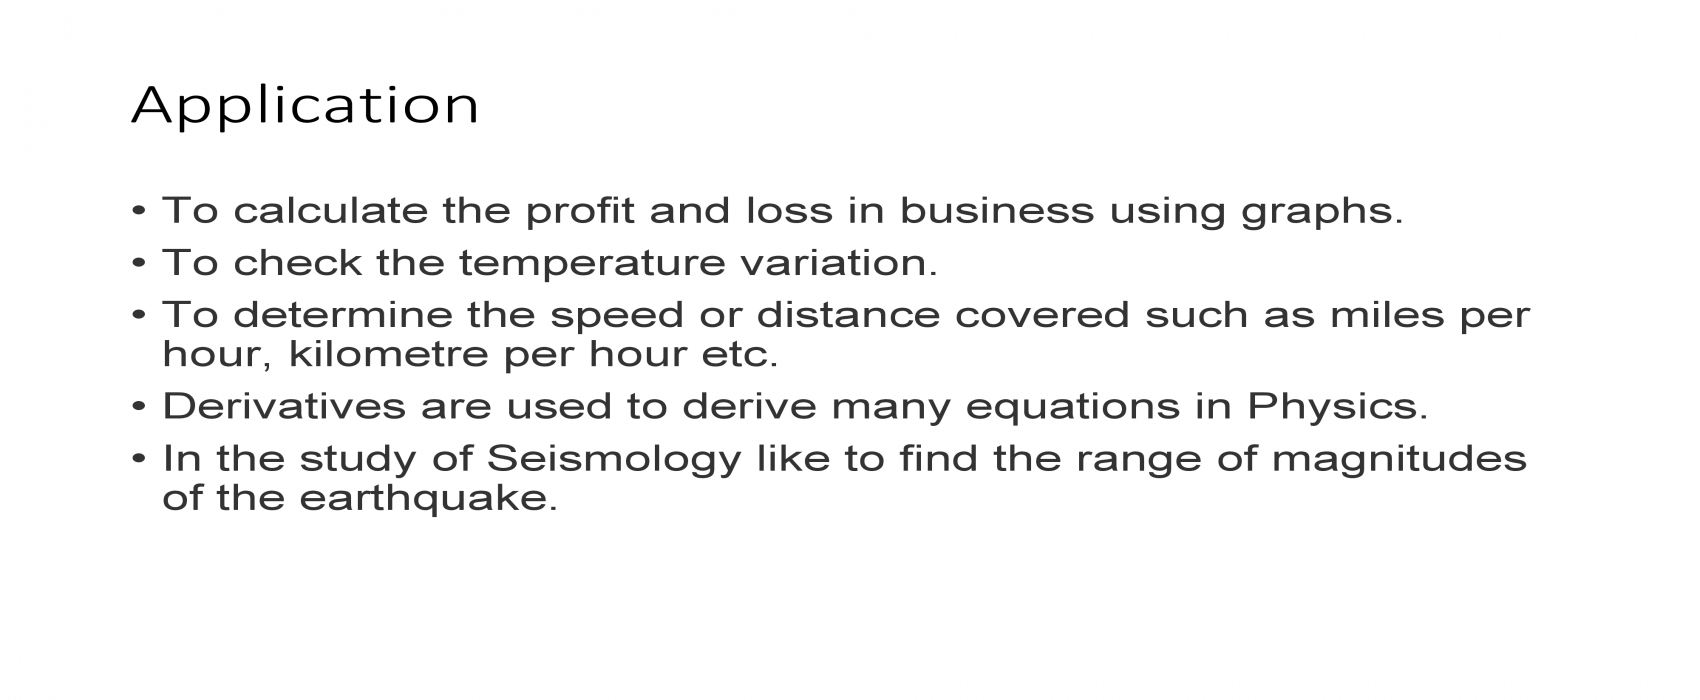 Application
• To calculate the profit and loss in business using graphs.
• To check the temperature variation.
• To determine the speed or distance covered such as miles per
hour, kilometre per hour etc.
• Derivatives are used to derive many equations in Physics.
• In the study of Seismology like to find the range of magnitudes
of the earthquake.